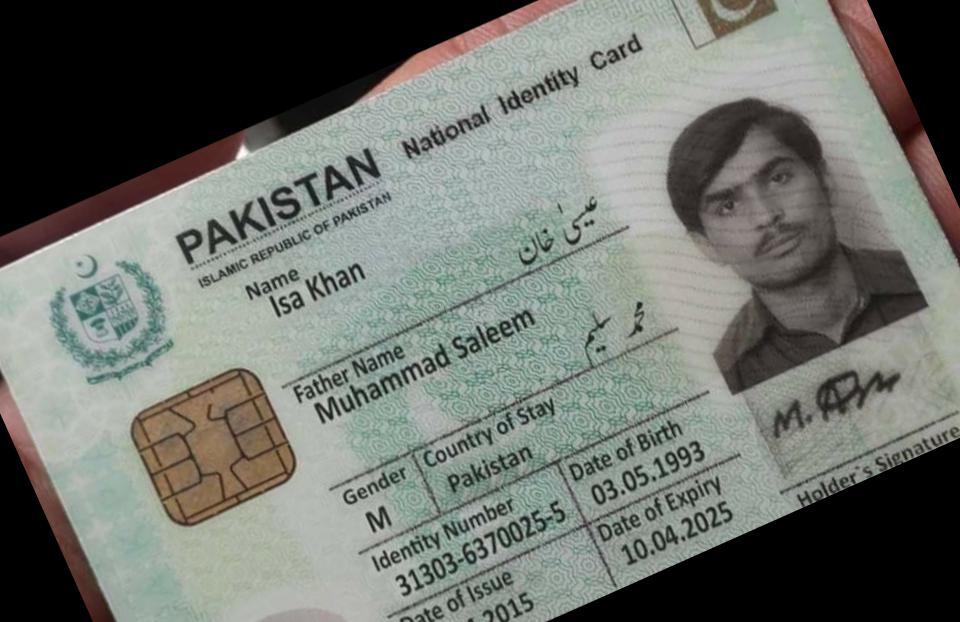 PAKISTAN National Identity Card
ISLAMIC REPUBLIC OF PAKISTAN
Name
Isa Khan
عیسیٰ خان
Father Name
Muhammad Saleem
محمد سلیم
Gender Country of Stay
M Pakistan
Identity Number Date of Birth
31303-6370025-5 03.05.1993
Date of Issue Date of Expiry
2015 10.04.2025
Holder's Signature